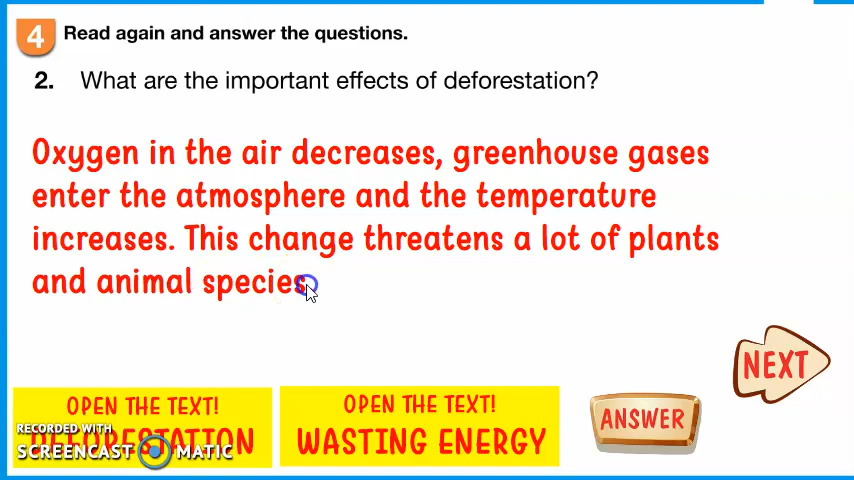 4 Read again and answer the questions.
2. What are the important effects of deforestation?
Oxygen in the air decreases, greenhouse gases
enter the atmosphere and the temperature
increases. This change threatens a lot of plants
and animal species.
NEXT
OPEN THE TEXT!
DEFORESTATION
OPEN THE TEXT!
WASTING ENERGY
ANSWER
RECORDED WITH
SCREENCAST MATIC